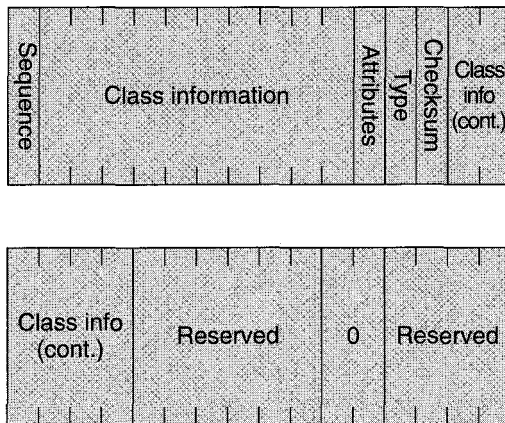 Sequence
Class information
Attributes
Type
Checksum
Class
info
(cont.)
Class info
(cont.)
Reserved
0
Reserved